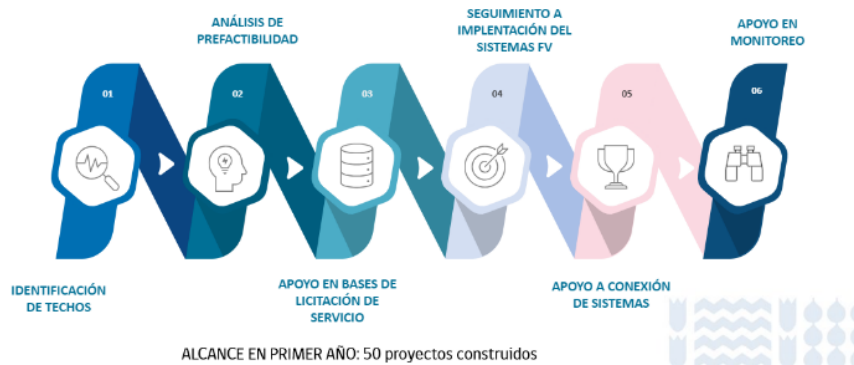 ANÁLISIS DE
PREFACTIBILIDAD
SEGUIMIENTO A
IMPLENTACIÓN DEL
SISTEMAS FV
APOYO EN
MONITOREO
01
02
03
04
05
06
IDENTIFICACIÓN
DE TECHOS
APOYO EN BASES DE
LICITACIÓN DE
SERVICIO
APOYO A CONEXIÓN
DE SISTEMAS
ALCANCE EN PRIMER AÑO: 50 proyectos construidos